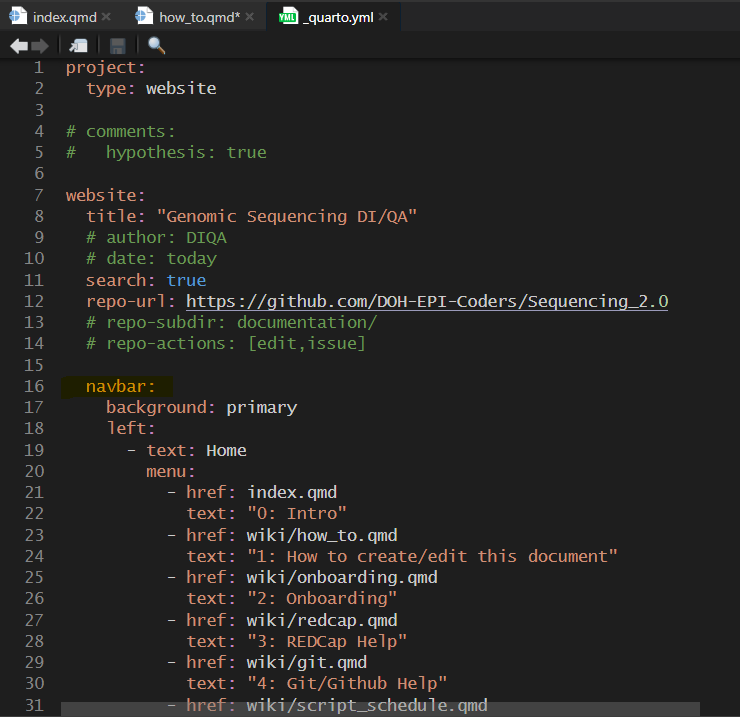 index.qmd
how_to.qmd*
YML _quarto.yml
1 project:
2   type: website
3
4 # comments:
5 #   hypothesis: true
6
7 website:
8   title: "Genomic Sequencing DI/QA"
9   # author: DIQA
10   # date: today
11   search: true
12   repo-url: https://github.com/DOH-EPI-Coders/Sequencing_2.0
13   # repo-subdir: documentation/
14   # repo-actions: [edit,issue]
15
16   navbar:
17     background: primary
18     left:
19       - text: Home
20         menu:
21           - href: index.qmd
22             text: "0: Intro"
23           - href: wiki/how_to.qmd
24             text: "1: How to create/edit this document"
25           - href: wiki/onboarding.qmd
26             text: "2: Onboarding"
27           - href: wiki/redcap.qmd
28             text: "3: REDCap Help"
29           - href: wiki/git.qmd
30             text: "4: Git/Github Help"
31           - href: wiki/script_schedule.qmd